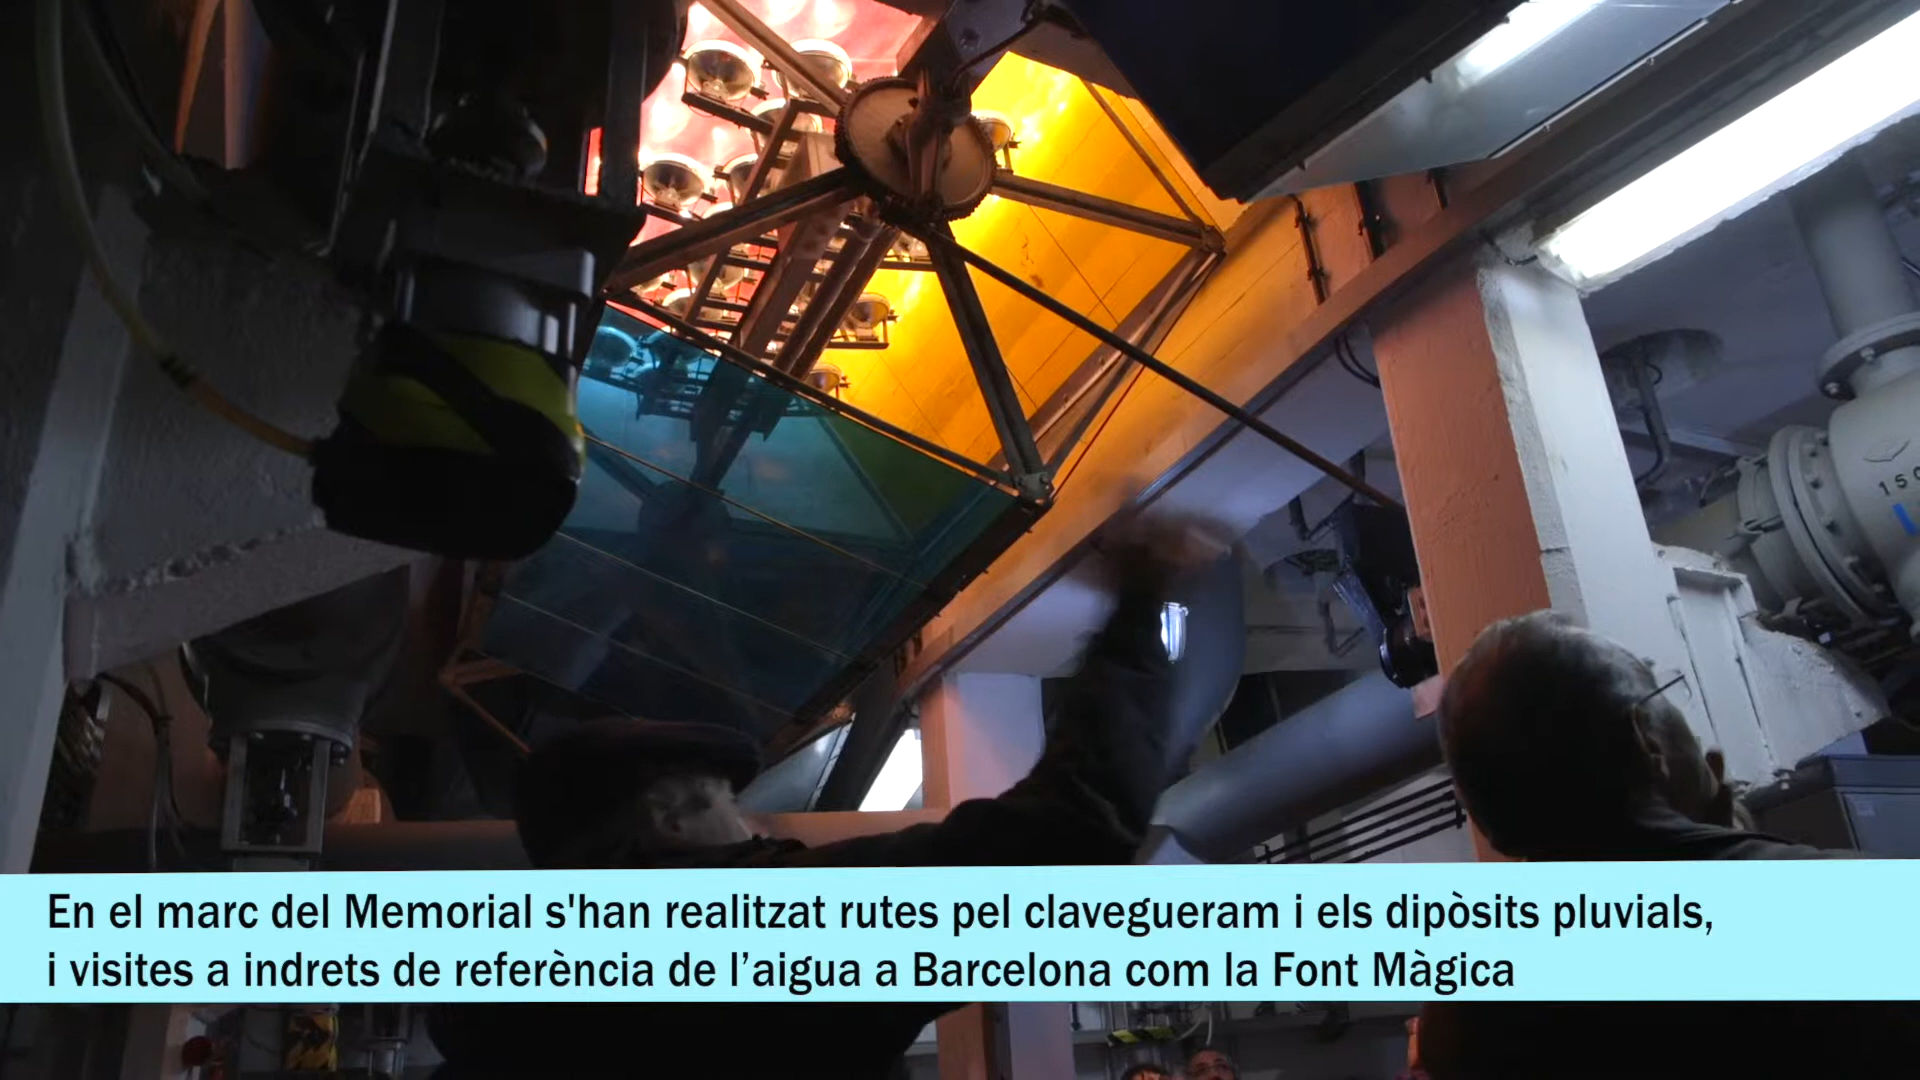 150
En el marc del Memorial s'han realitzat rutes pel clavegueram i els dipòsits pluvials,
i visites a indrets de referència de l’aigua a Barcelona com la Font Màgica